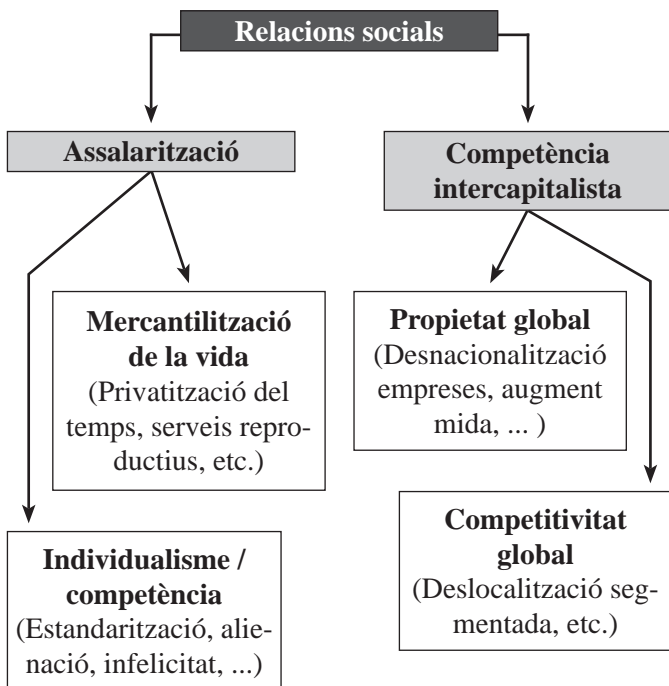 Relacions socials
Assalarització
Competència
intercapitalista
Mercantilització
de la vida
(Privatització del
temps, serveis repro-
ductius, etc.)
Propietat global
(Desnacionalització
empreses, augment
mida, ... )
Individualisme /
competència
(Estandarització, alie-
nació, infelicitat, ...)
Competitivitat
global
(Deslocalització seg-
mentada, etc.)